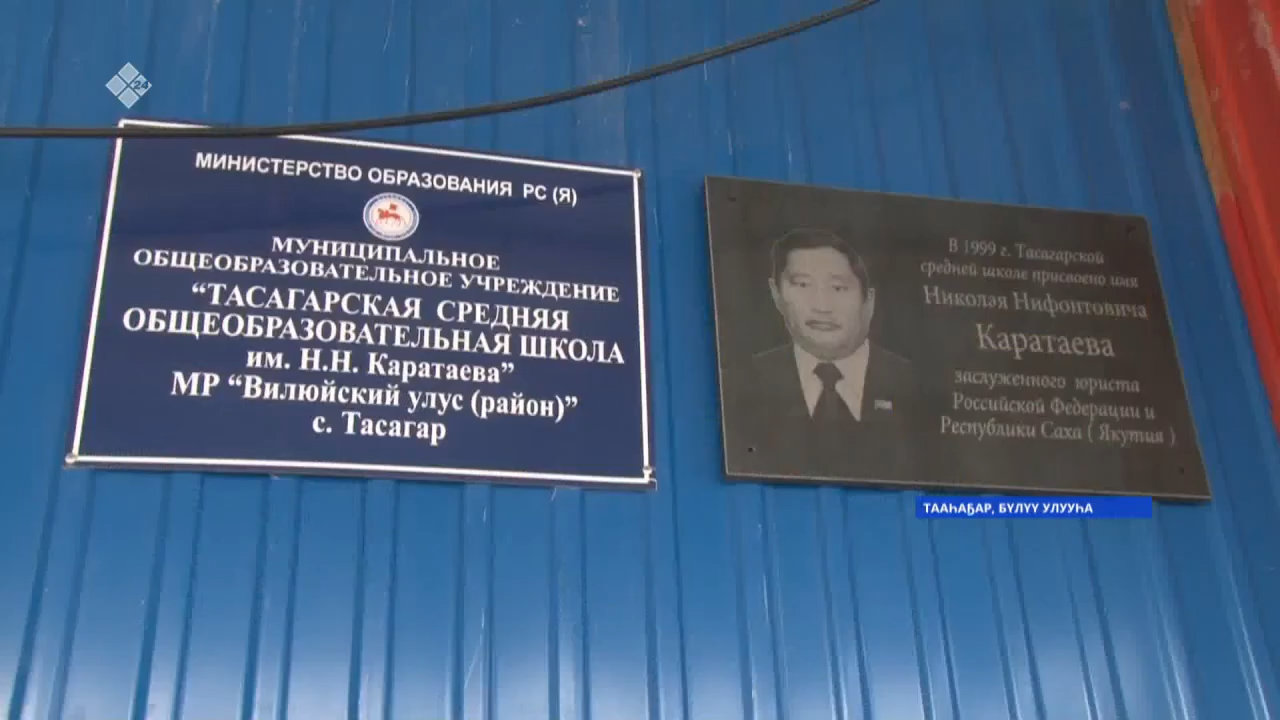 Х24
МИНИСТЕРСТВО ОБРАЗОВАНИЯ РС (Я)
МУНИЦИПАЛЬНОЕ
ОБЩЕОБРАЗОВАТЕЛЬНОЕ УЧРЕЖДЕНИЕ
“ТАСАГАРСКАЯ СРЕДНЯЯ
ОБЩЕОБРАЗОВАТЕЛЬНАЯ ШКОЛА
им. Н.Н. Каратаева”
МР “Вилюйский улус (район)”
с. Тасагар
В 1999 г. Тасагарской
средней школе присвоено имя
Николая Нифонтовича
Каратаева
заслуженного юриста
Российской Федерации и
Республики Саха ( Якутия )
ТААҺАҔАР, БҮЛҮҮ УЛУУҺА